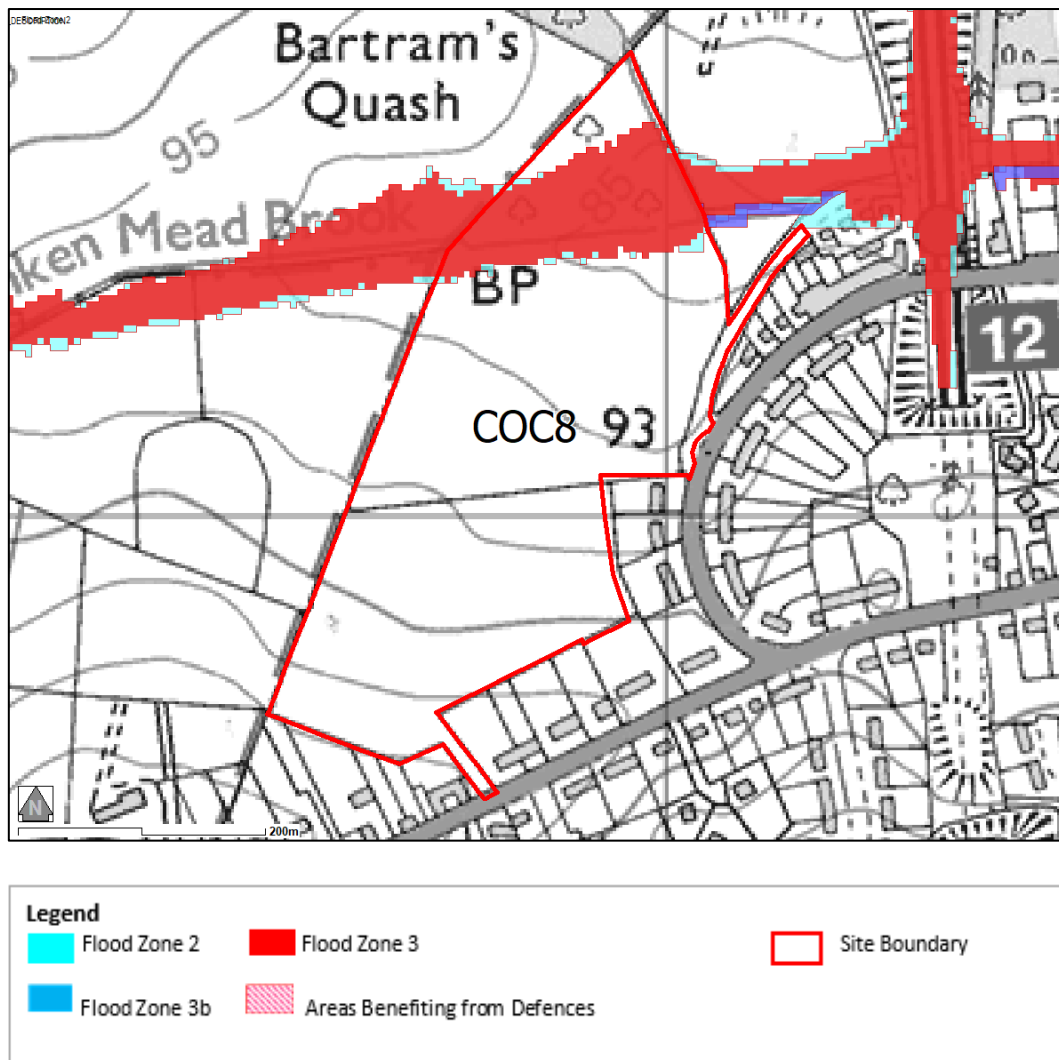 Bartram's
Quash
95
iken Mead Brook
85
BP
12
COC8 93
N
200m
Legend
Flood Zone 2
Flood Zone 3
Site Boundary
Flood Zone 3b
Areas Benefiting from Defences